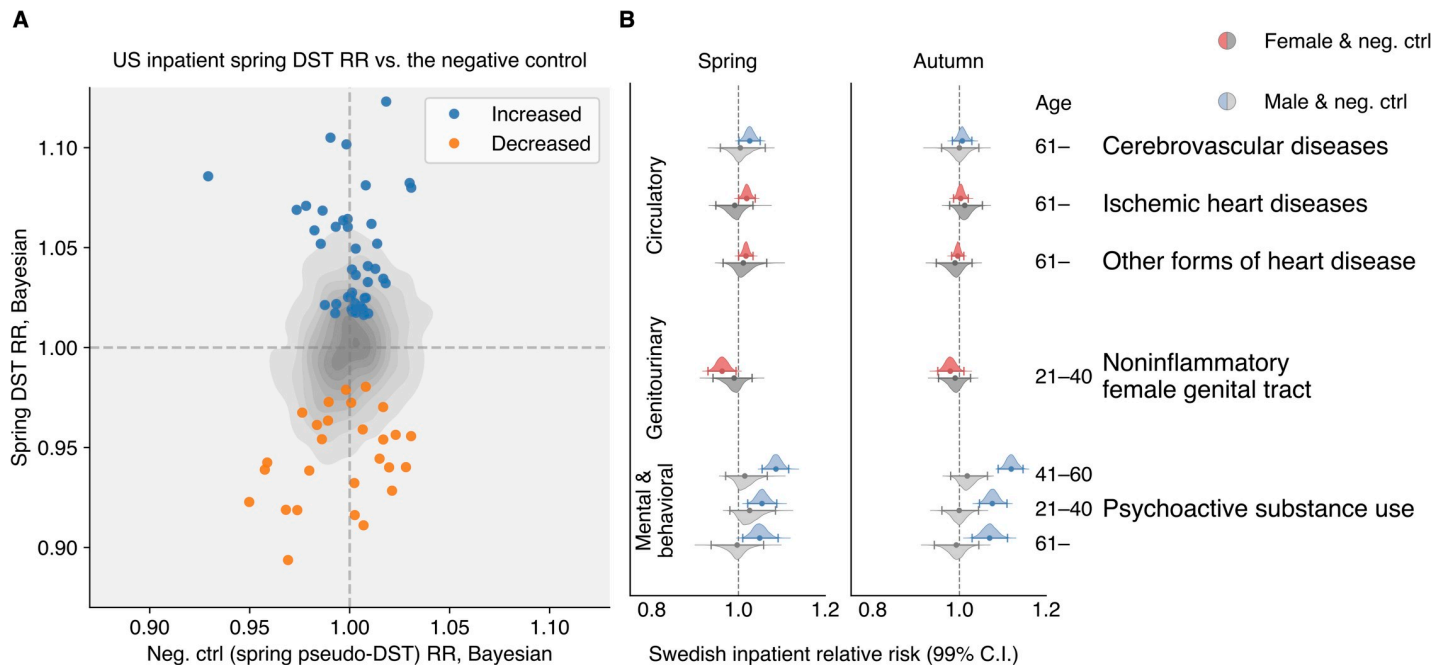 A
US inpatient spring DST RR vs. the negative control
Increased
Decreased
Spring DST RR, Bayesian
1.10
1.05
1.00
0.95
0.90
0.90
0.95
1.00
1.05
1.10
Neg. ctrl (spring pseudo-DST) RR, Bayesian
B
Female & neg. ctrl
Male & neg. ctrl
Spring
Autumn
Age
Circulatory
61–
Cerebrovascular diseases
61–
Ischemic heart diseases
61–
Other forms of heart disease
Genitourinary
21–40
Noninflammatory
female genital tract
Mental &
behavioral
41–60
21–40
Psychoactive substance use
61–
0.8
1.0
1.2
0.8
1.0
1.2
Swedish inpatient relative risk (99% C.I.)